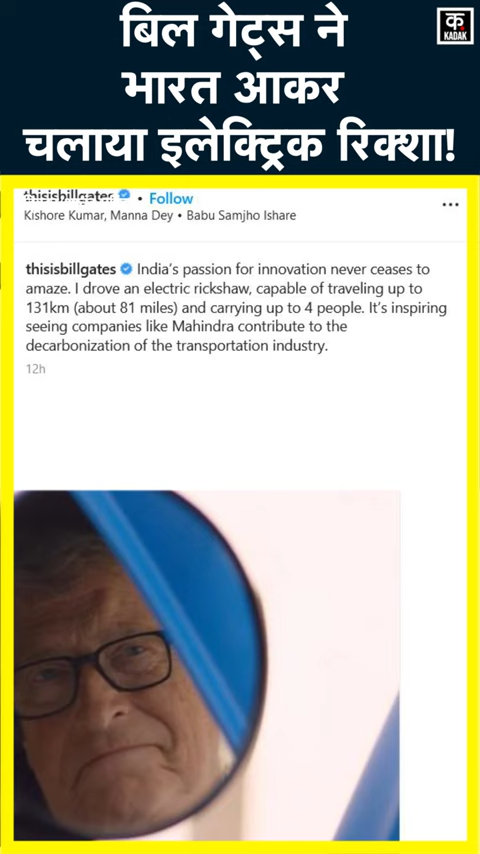 बिल गेट्स ने
भारत आकर
चलाया इलेक्ट्रिक रिक्शा!
क
KADAK
thisisbillgates • Follow
Kishore Kumar, Manna Dey • Babu Samjho Ishare
thisisbillgates India's passion for innovation never ceases to
amaze. I drove an electric rickshaw, capable of traveling up to
131km (about 81 miles) and carrying up to 4 people. It's inspiring
seeing companies like Mahindra contribute to the
decarbonization of the transportation industry.
12h